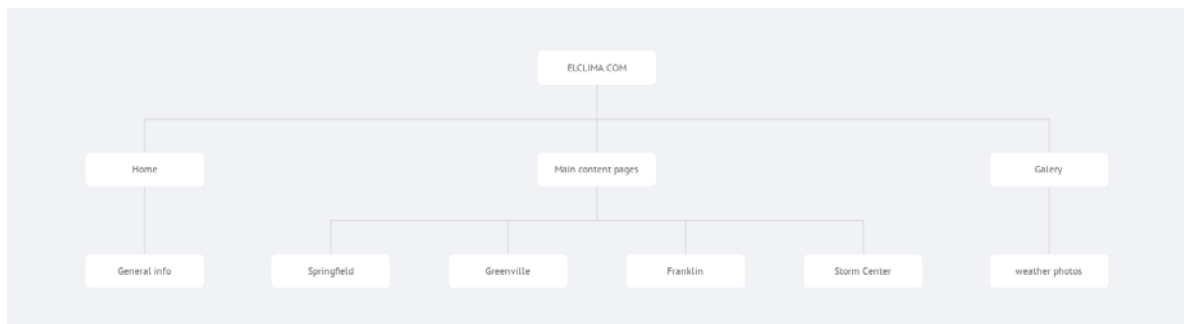 ELCLIMA.COM
Home
Main content pages
Galery
General info
Springfield
Greenville
Franklin
Storm Center
weather photos